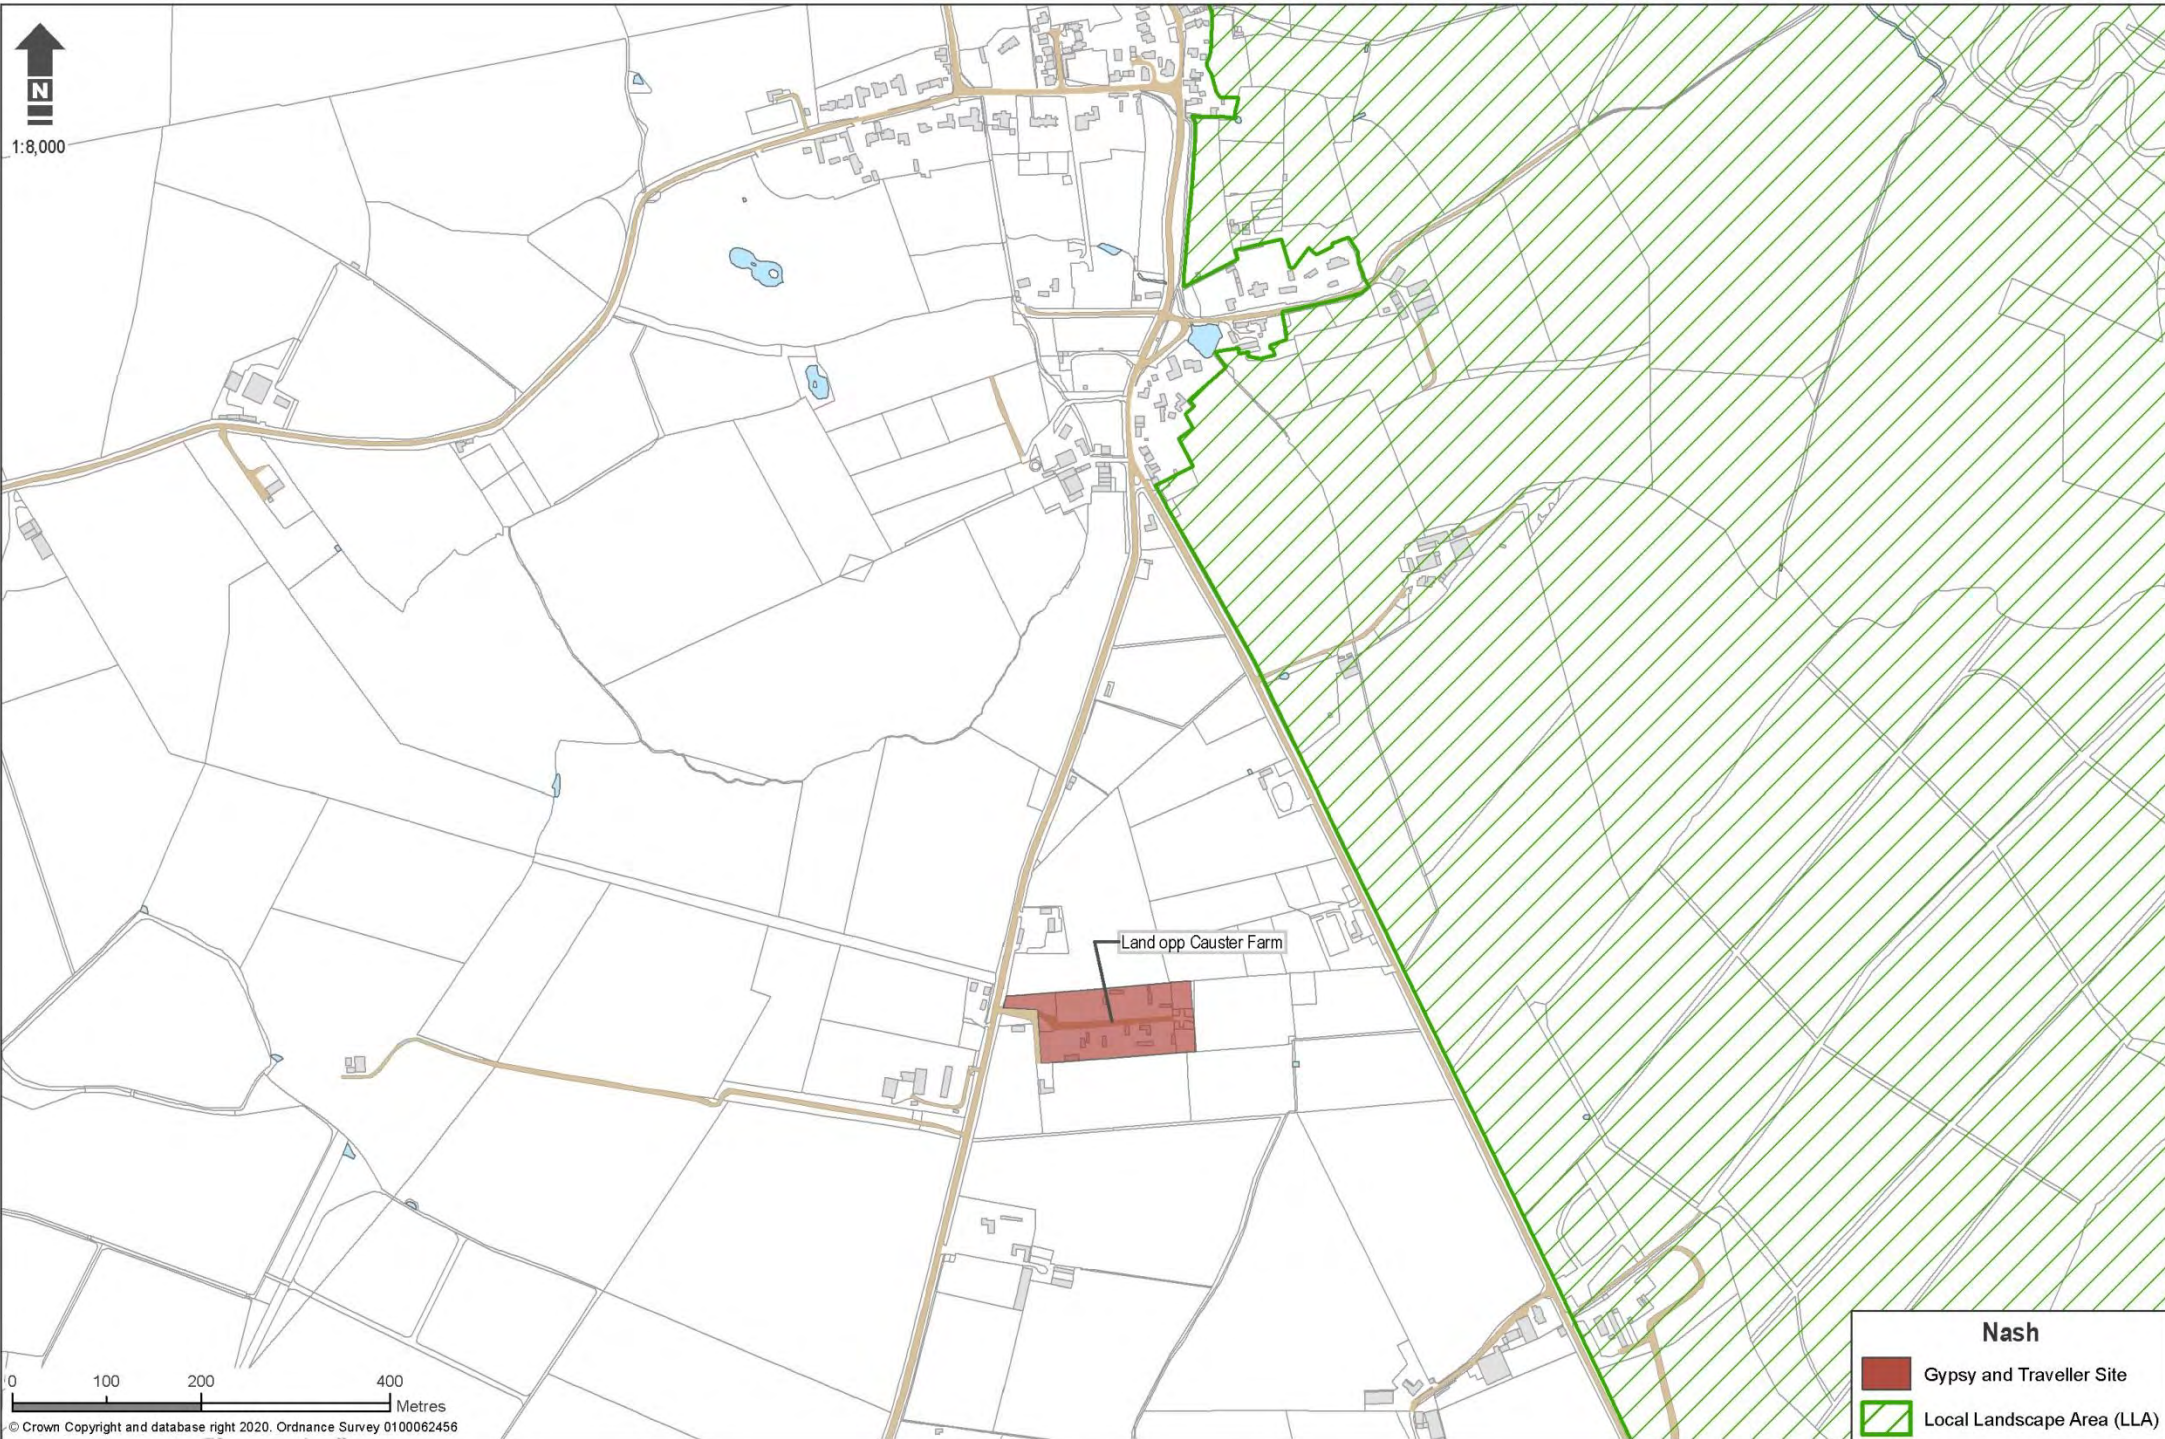 N
1:8,000
Land opp Causter Farm
Nash
Gypsy and Traveller Site
Local Landscape Area (LLA)
0 100 200 400
Metres
© Crown Copyright and database right 2020. Ordnance Survey 0100062456